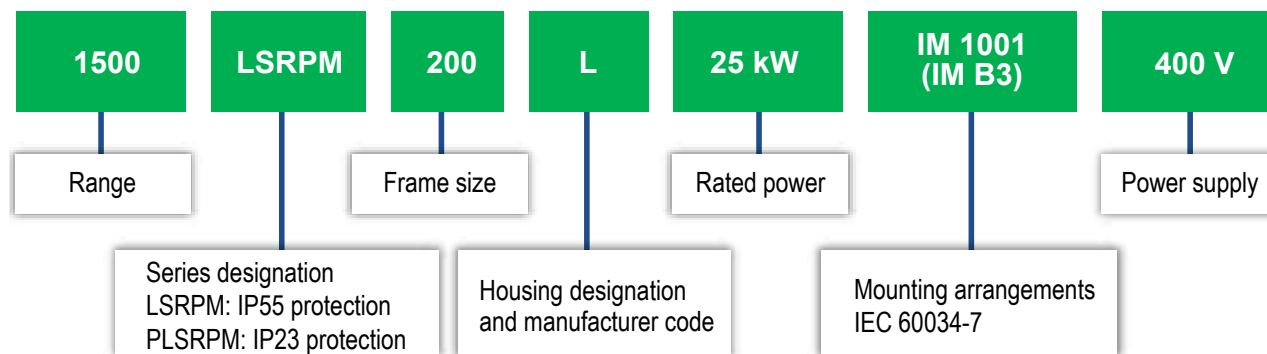 1500
LSRPM
200
L
25 kW
IM 1001
(IM B3)
400 V
Range
Frame size
Rated power
Power supply
Series designation
LSRPM: IP55 protection
PLSRPM: IP23 protection
Housing designation
and manufacturer code
Mounting arrangements
IEC 60034-7